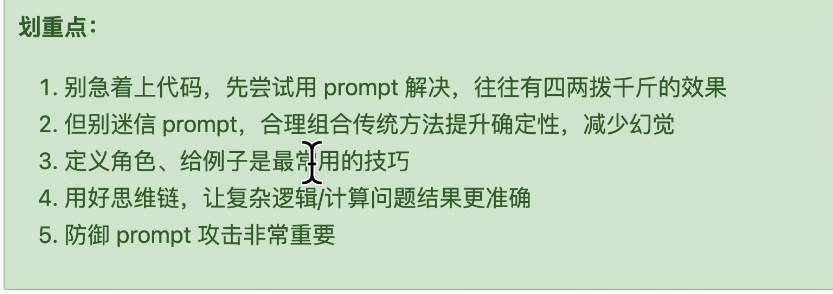 划重点：
1. 别急着上代码，先尝试用 prompt 解决，往往有四两拨千斤的效果
2. 但别迷信 prompt，合理组合传统方法提升确定性，减少幻觉
3. 定义角色、给例子是最常用的技巧
4. 用好思维链，让复杂逻辑/计算问题结果更准确
5. 防御 prompt 攻击非常重要